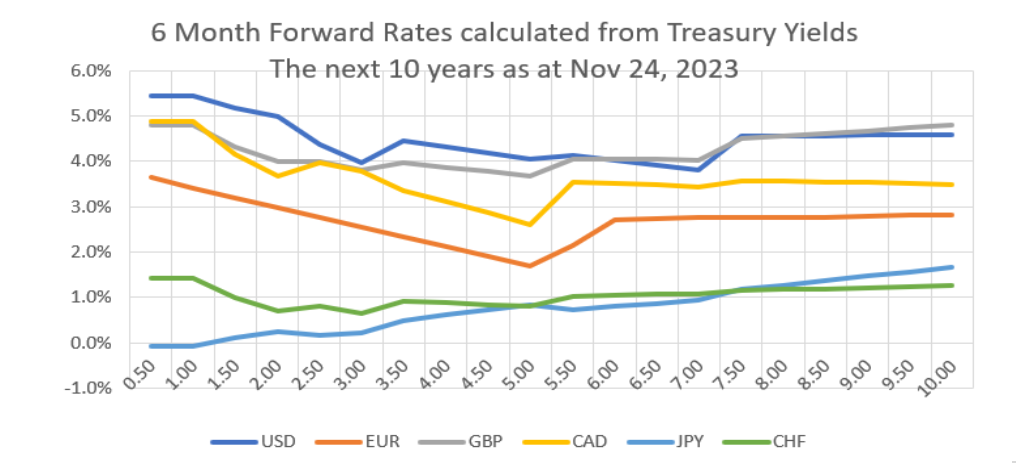 6 Month Forward Rates calculated from Treasury Yields
The next 10 years as at Nov 24, 2023
6.0%
5.0%
4.0%
3.0%
2.0%
1.0%
0.0%
-1.0%
0.50 1.00 1.50 2.00 2.50 3.00 3.50 4.00 4.50 5.00 5.50 6.00 6.50 7.00 7.50 8.00 8.50 9.00 9.50 10.00
USD EUR GBP CAD JPY CHF